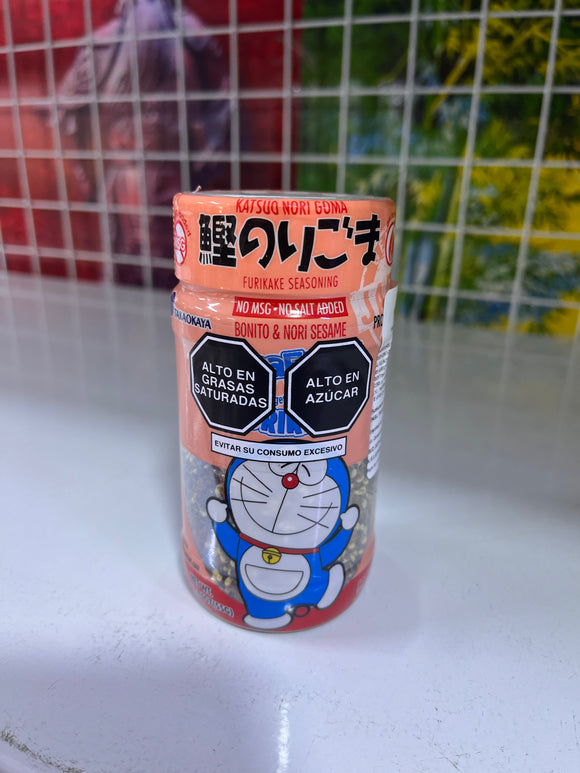 KATSUO NORI GOMA
鰹のりごま
FURIKAKE SEASONING
NO MSG • NO SALT ADDED
TAKAOKAYA
BONITO & NORI SESAME
ALTO EN
GRASAS
SATURADAS
ALTO EN
AZÚCAR
EVITAR SU CONSUMO EXCESIVO